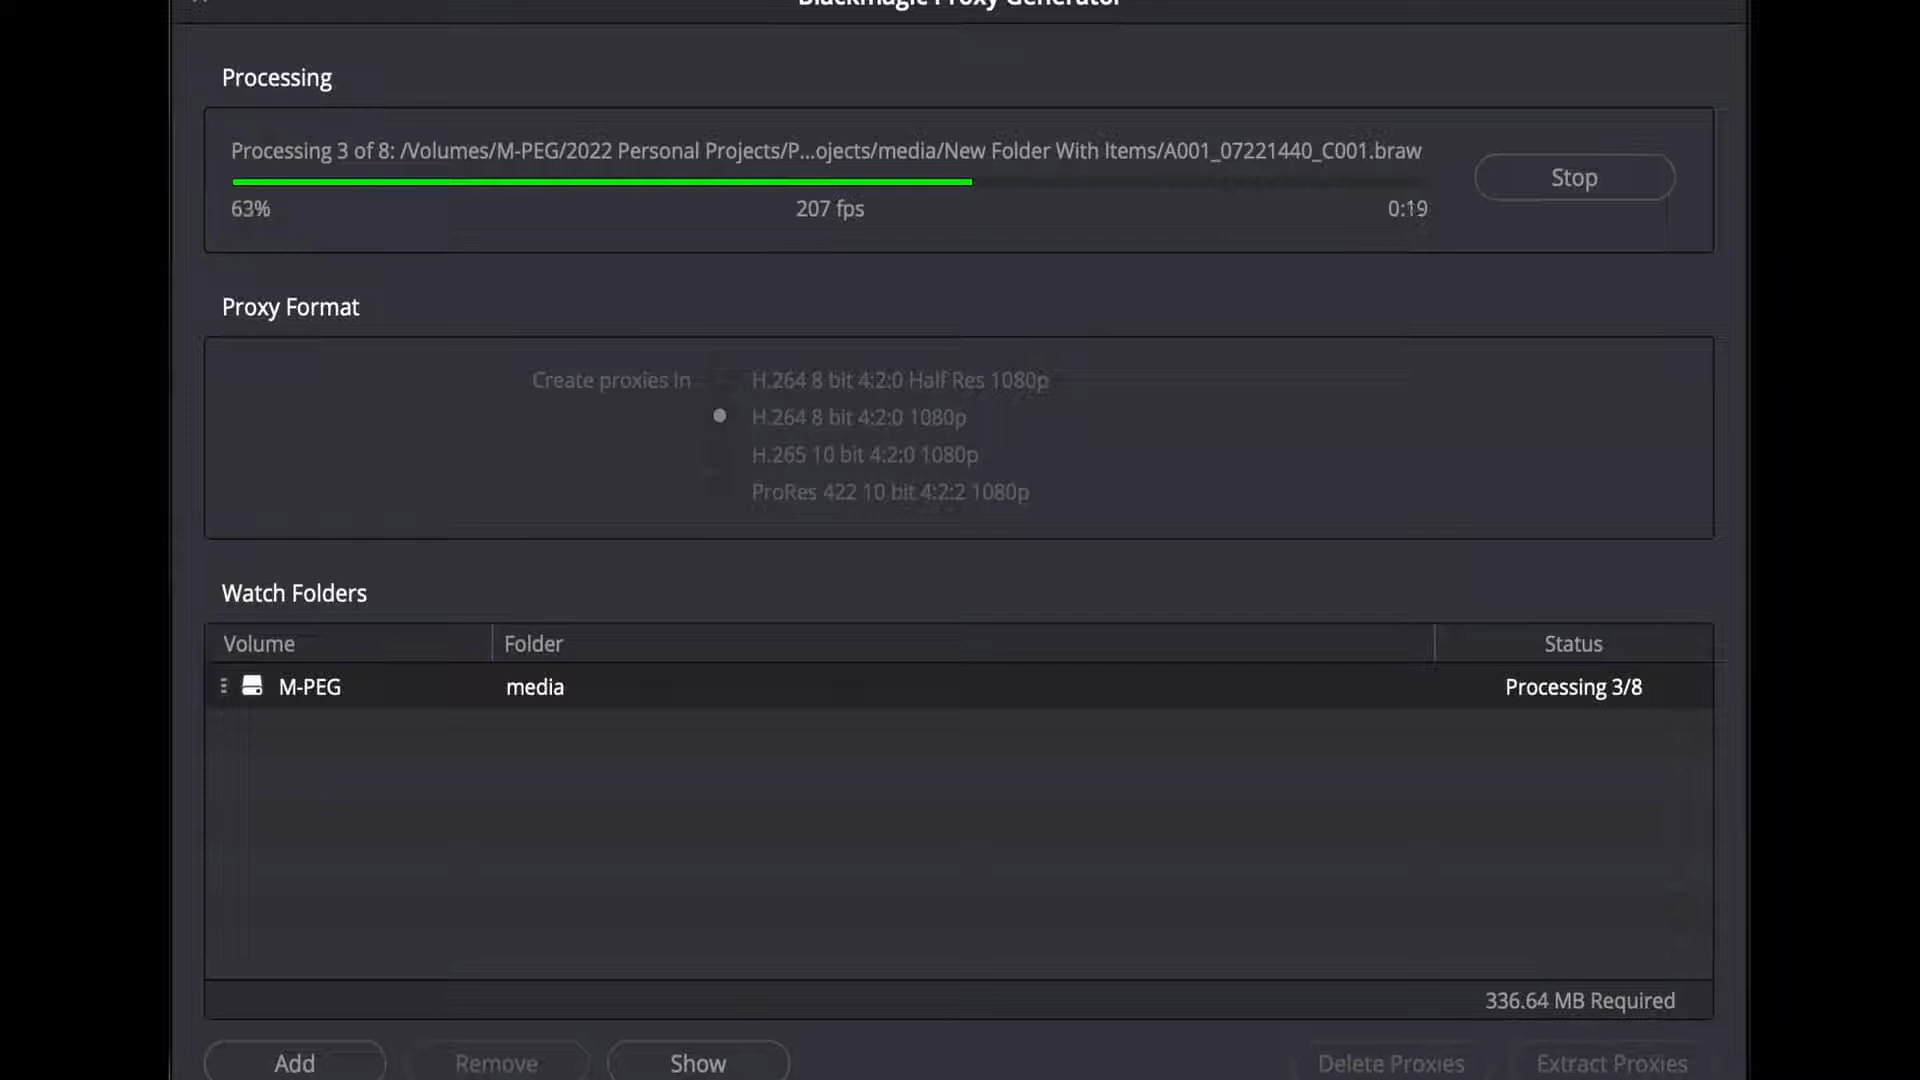 Blackmagic Proxy Generator
Processing
Processing 3 of 8: /Volumes/M-PEG/2022 Personal Projects/P...ojects/media/New Folder With Items/A001_07221440_C001.braw
Stop
63% 207 fps 0:19
Proxy Format
Create proxies in H.264 8 bit 4:2:0 Half Res 1080p
H.264 8 bit 4:2:0 1080p
H.265 10 bit 4:2:0 1080p
ProRes 422 10 bit 4:2:2 1080p
Watch Folders
Volume Folder Status
M-PEG media Processing 3/8
336.64 MB Required
Add Remove Show Delete Proxies Extract Proxies